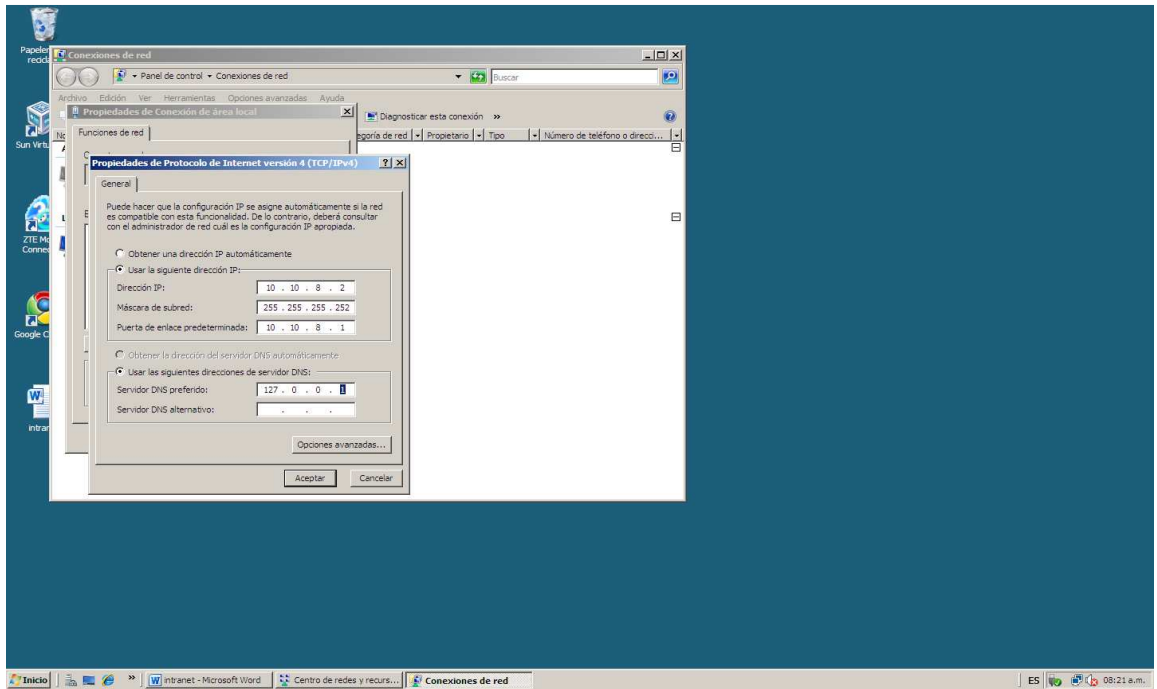 Conexiones de red
Panel de control
Conexiones de red
Buscar
Archivo Edición Ver Herramientas Opciones avanzadas Ayuda
Propiedades de Conexión de área local
Diagnosticar esta conexión »
Funciones de red
de red
Propietario
Tipo
Número de teléfono o direcci...
Sun
Propiedades de Protocolo de Internet versión 4 (TCP/IPv4)
General
Puede hacer que la configuración IP se asigne automáticamente si la red
es compatible con esta funcionalidad. De lo contrario, deberá consultar
con el administrador de red cuál es la configuración IP apropiada.
ZTE
Obtener una dirección IP automáticamente
Usar la siguiente dirección IP:
Dirección IP: 10 . 10 . 8 . 2
Máscara de subred: 255 . 255 . 255 . 252
Puerta de enlace predeterminada: 10 . 10 . 8 . 1
Google
Obtener la dirección del servidor DNS automáticamente
Usar las siguientes direcciones de servidor DNS:
Servidor DNS preferido: 127 . 0 . 0 . 1
Servidor DNS alternativo: . . .
Opciones avanzadas...
Aceptar
Cancelar
Inicio
»
intranet - Microsoft Word
Centro de redes y recurs...
Conexiones de red
ES
08:21 a.m.